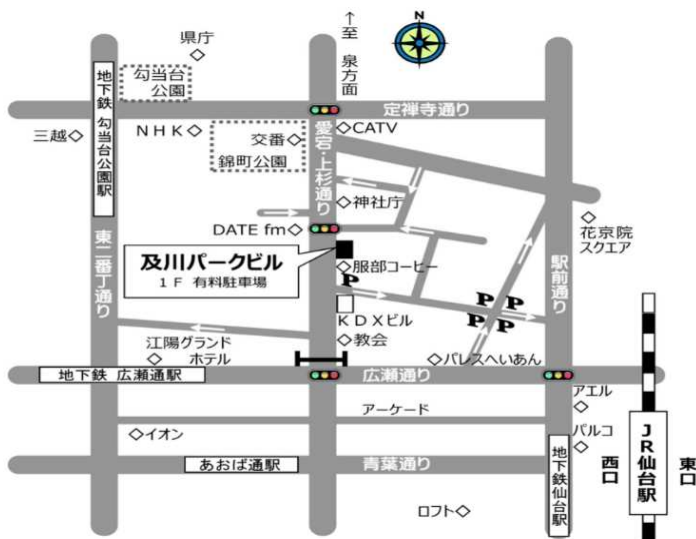 ↑至 泉方面
N
県庁
勾当台
公園
地下鉄 勾当台公園駅
定禅寺通り
三越
NHK
交番
錦町公園
愛宕・上杉通り
CATV
神社庁
DATE fm
花京院
スクエア
及川パークビル
1F 有料駐車場
服部コーヒー
P
東二番丁通り
駅前通り
P
P
P
P
KDXビル
教会
江陽グランド
ホテル
パレスへいあん
地下鉄 広瀬通駅
広瀬通り
アエル
アーケード
イオン
パルコ
あおば通駅
青葉通り
地下鉄仙台駅
西口
JR仙台駅
東口
ロフト